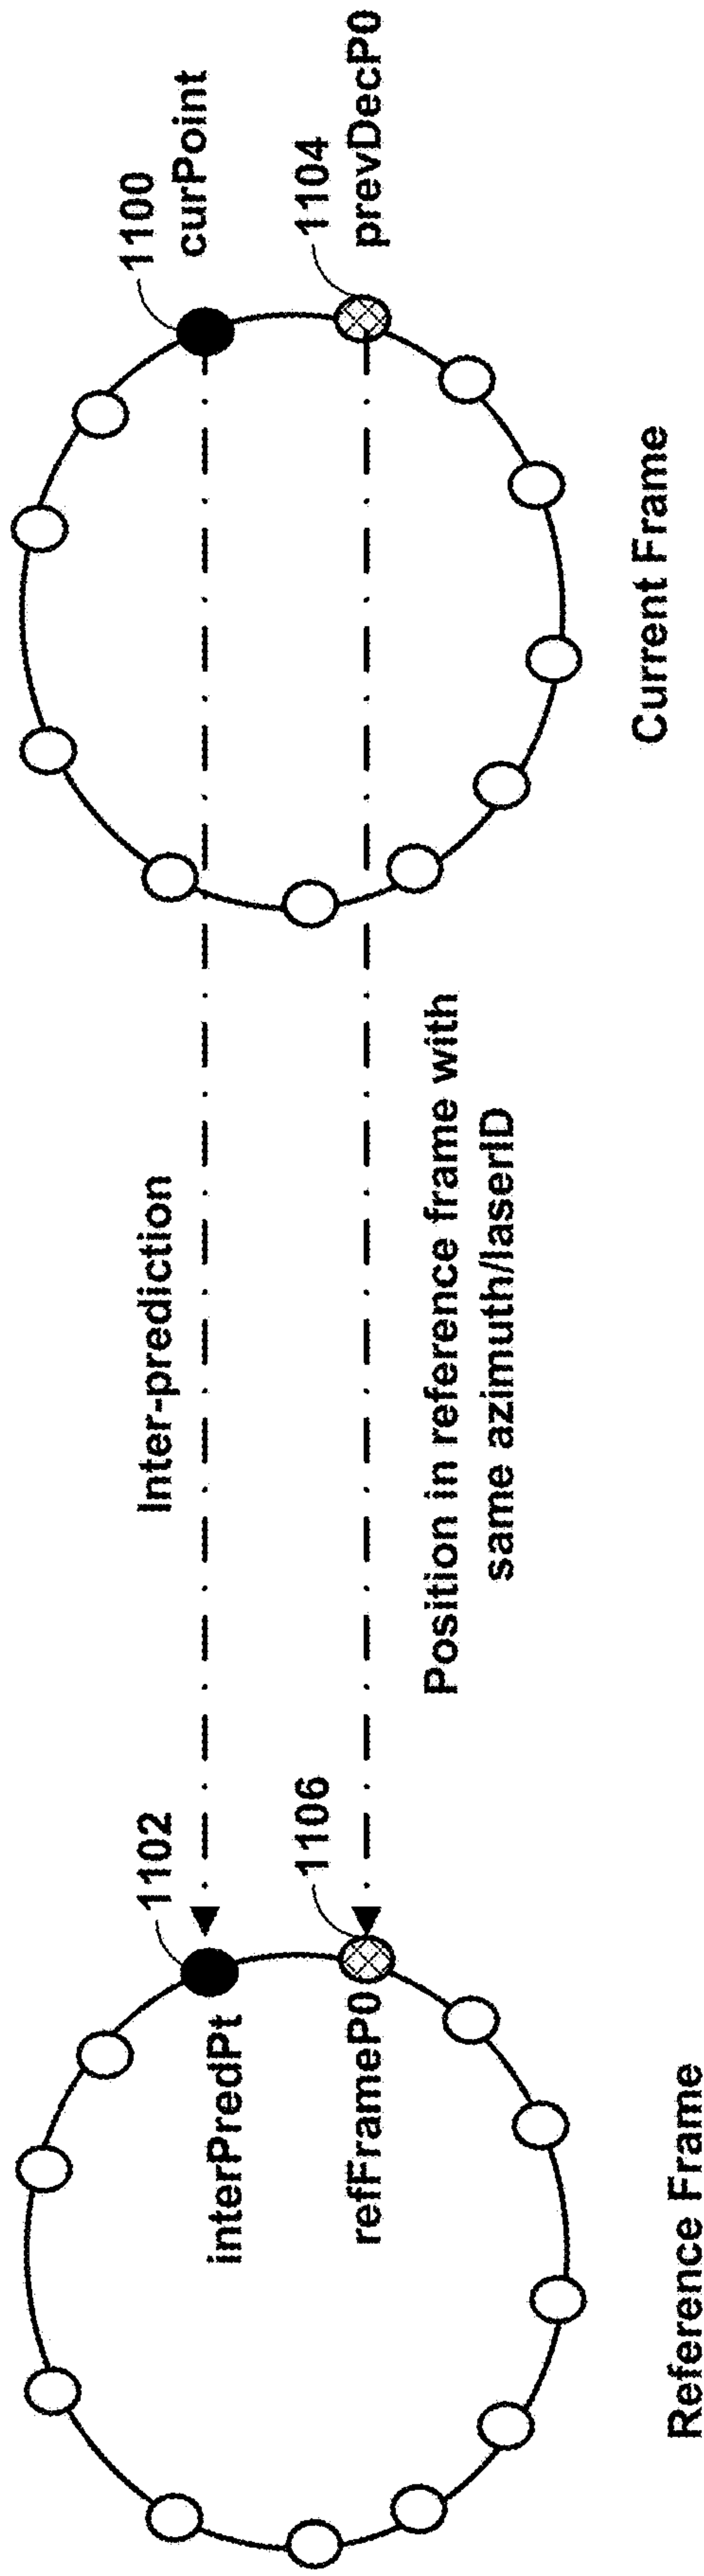 1102
interPredPt
1106
refFrameP0
Reference Frame
Inter-prediction
Position in reference frame with
same azimuth/laserID
1100
curPoint
1104
prevDecP0
Current Frame